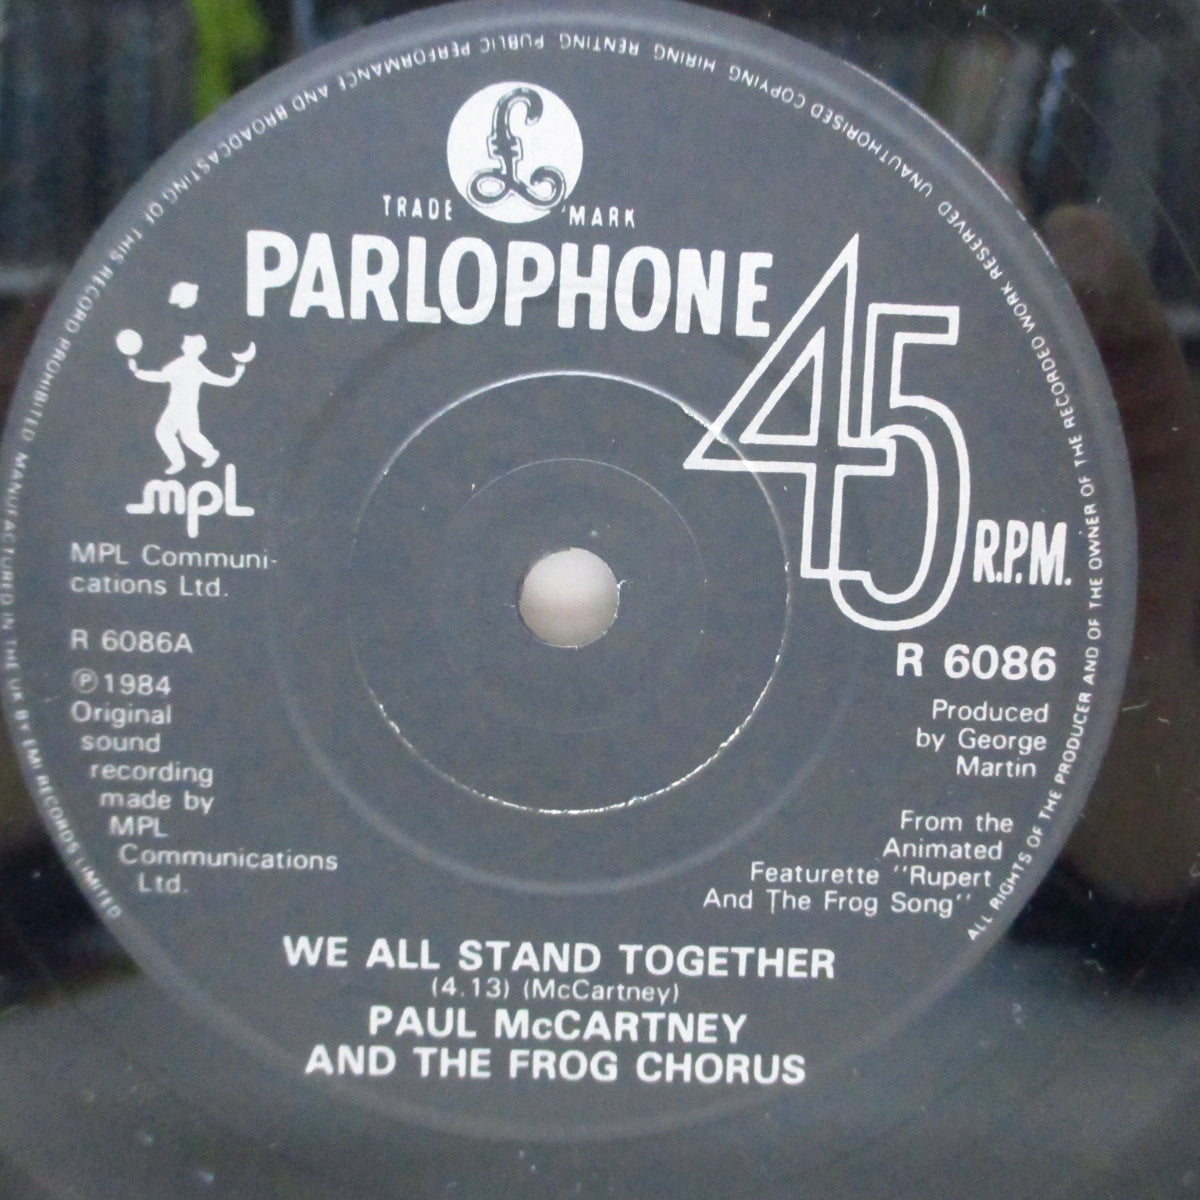 ALL RIGHTS OF THE PRODUCER AND OF THE OWNER OF THE RECORDED WORK RESERVED UNAUTHORISED COPYING HIRING RENTING PUBLIC PERFORMANCE AND BROADCASTING OF THIS RECORD PROHIBITED MANUFACTURED IN THE UK BY EMI RECORDS LIMITED
£
TRADE MARK
PARLOPHONE
45
R.P.M.
mpl
MPL Communi-
cations Ltd.
R 6086A
℗1984
Original
sound
recording
made by
MPL
Communications
Ltd.
R 6086
Produced
by George
Martin
From the
Animated
Featurette "Rupert
And The Frog Song"
WE ALL STAND TOGETHER
(4.13) (McCartney)
PAUL McCARTNEY
AND THE FROG CHORUS